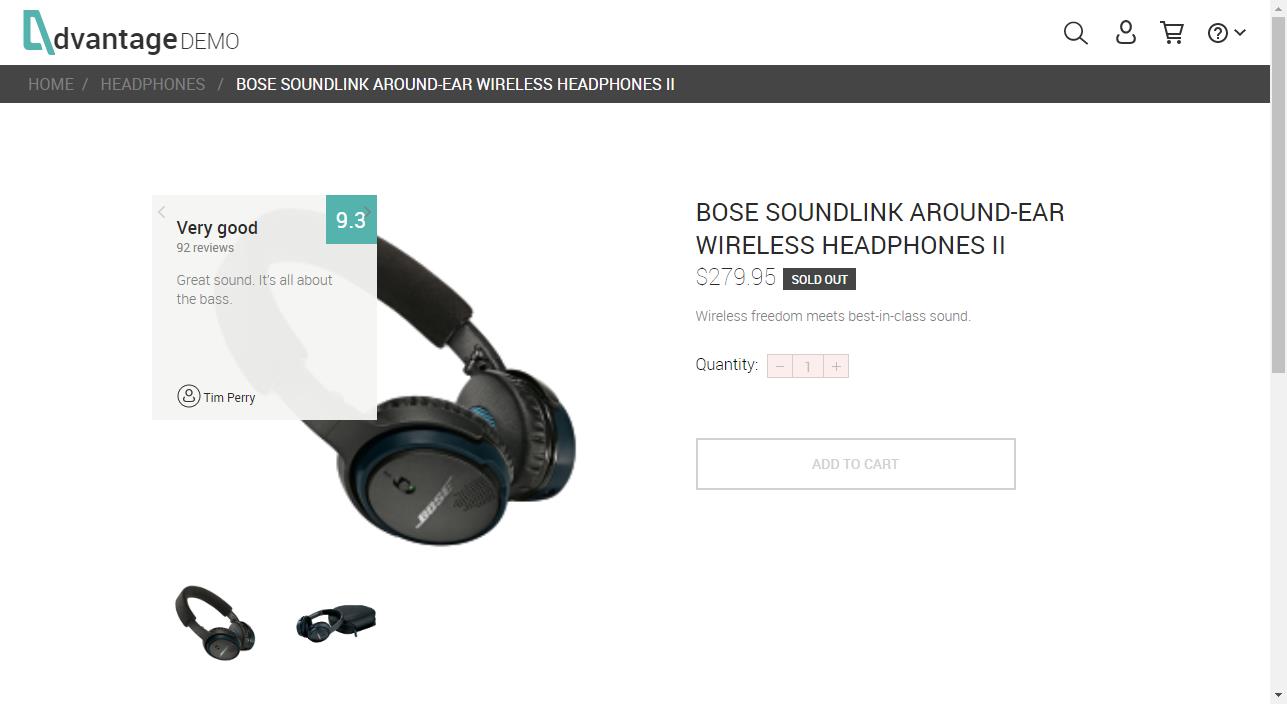 dvantage DEMO
HOME / HEADPHONES / BOSE SOUNDLINK AROUND-EAR WIRELESS HEADPHONES II
Very good
9.3
92 reviews
Great sound. It's all about
the bass.
Tim Perry
BOSE
BOSE SOUNDLINK AROUND-EAR
WIRELESS HEADPHONES II
$279.95 SOLD OUT
Wireless freedom meets best-in-class sound.
Quantity: − 1 +
ADD TO CART